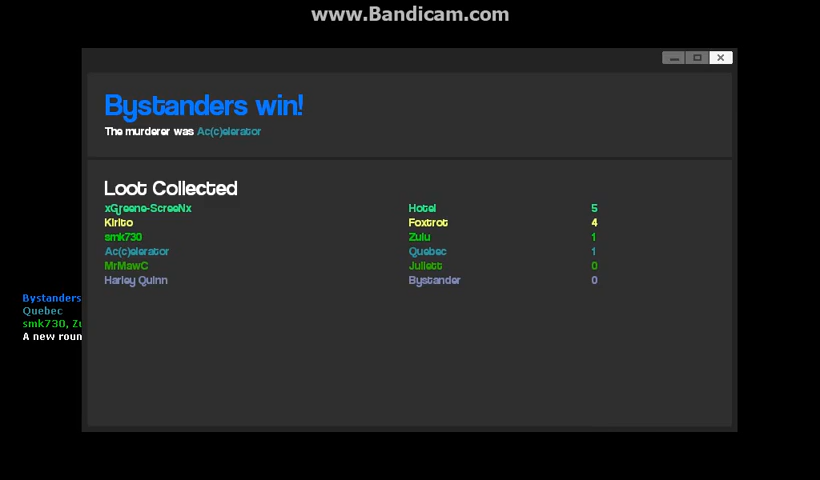 www.Bandicam.com
Bystanders win!
The murderer was Ac(c)elerator
Loot Collected
xGreene-ScreeNx Hotel 5
Kirito Foxtrot 4
smk730 Zulu 1
Ac(c)elerator Quebec 1
MrMawC Juliett 0
Harley Quinn Bystander 0
Bystanders
Quebec
smk730, Zu
A new roun